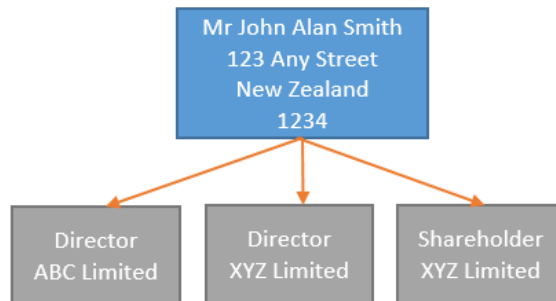 Mr John Alan Smith
123 Any Street
New Zealand
1234
Director
ABC Limited
Director
XYZ Limited
Shareholder
XYZ Limited